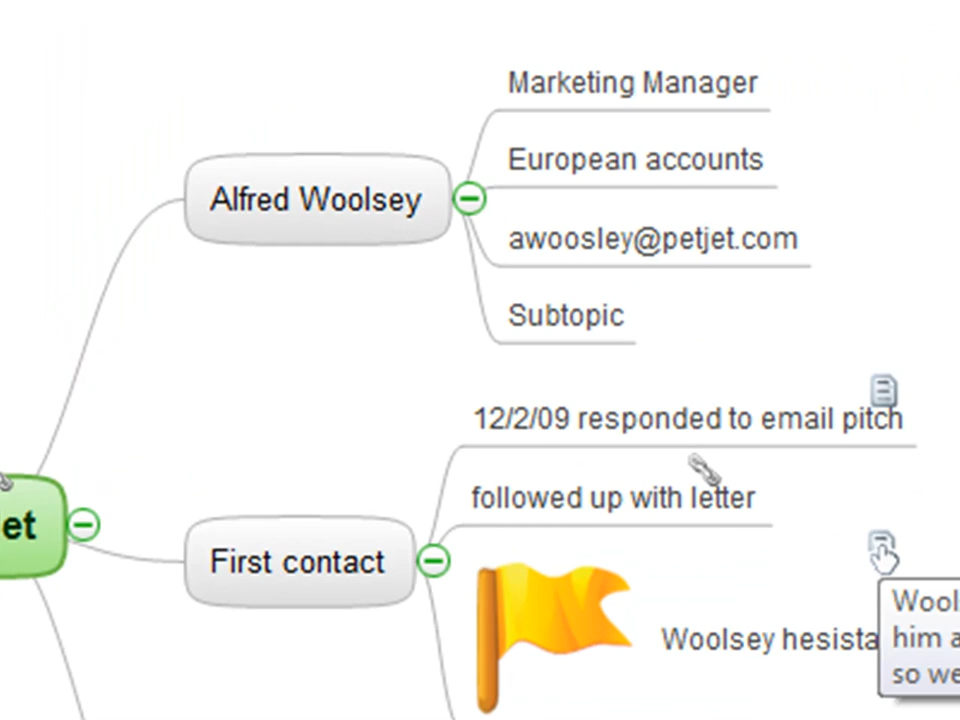 Marketing Manager
European accounts
Alfred Woolsey
awoosley@petjet.com
Subtopic
12/2/09 responded to email pitch
followed up with letter
et
First contact
Woolsey hesista
Wools
him a
so we